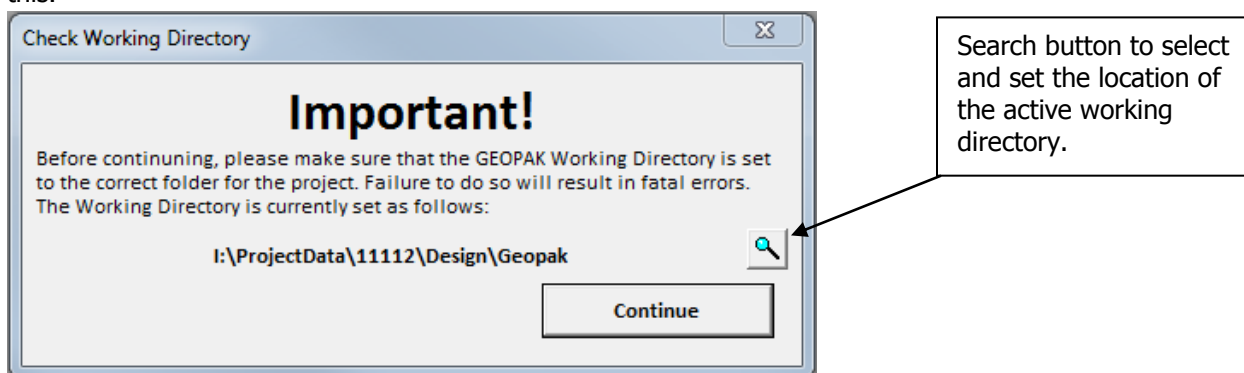 this.
Check Working Directory
Important!
Before continuning, please make sure that the GEOPAK Working Directory is set
to the correct folder for the project. Failure to do so will result in fatal errors.
The Working Directory is currently set as follows:
I:\ProjectData\11112\Design\Geopak
Continue
Search button to select
and set the location of
the active working
directory.